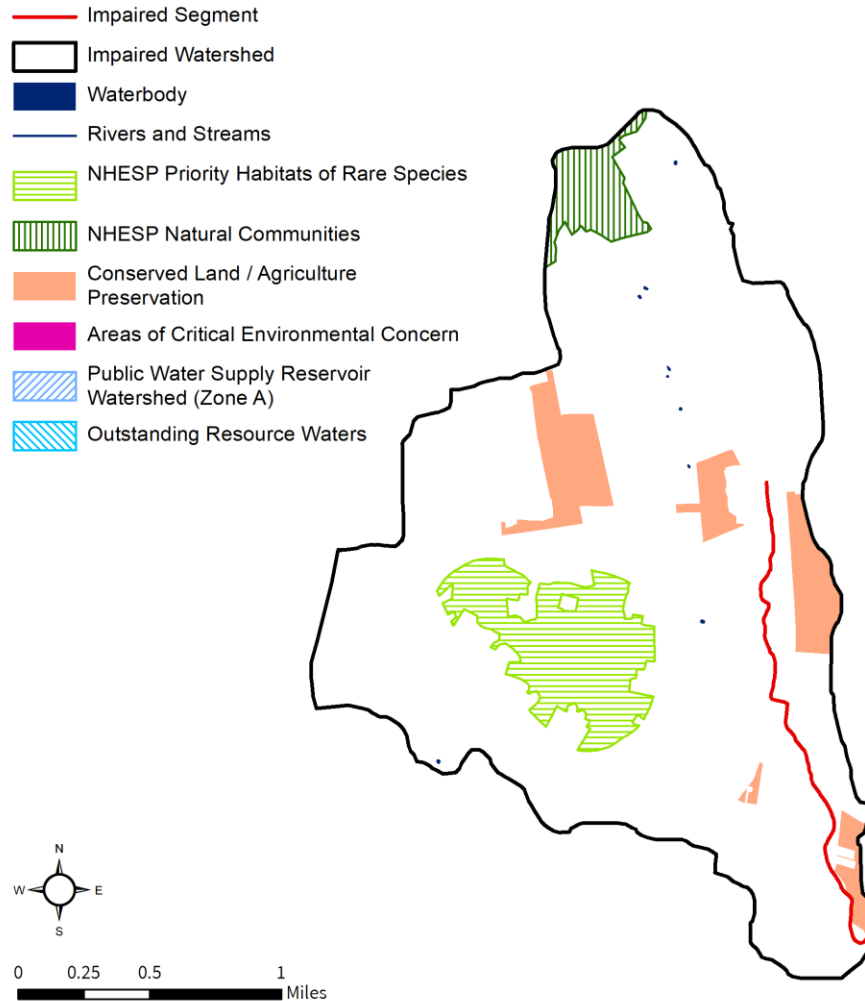 Impaired Segment
Impaired Watershed
Waterbody
Rivers and Streams
NHESP Priority Habitats of Rare Species
NHESP Natural Communities
Conserved Land / Agriculture
Preservation
Areas of Critical Environmental Concern
Public Water Supply Reservoir
Watershed (Zone A)
Outstanding Resource Waters
N
W E
S
0 0.25 0.5 1
Miles